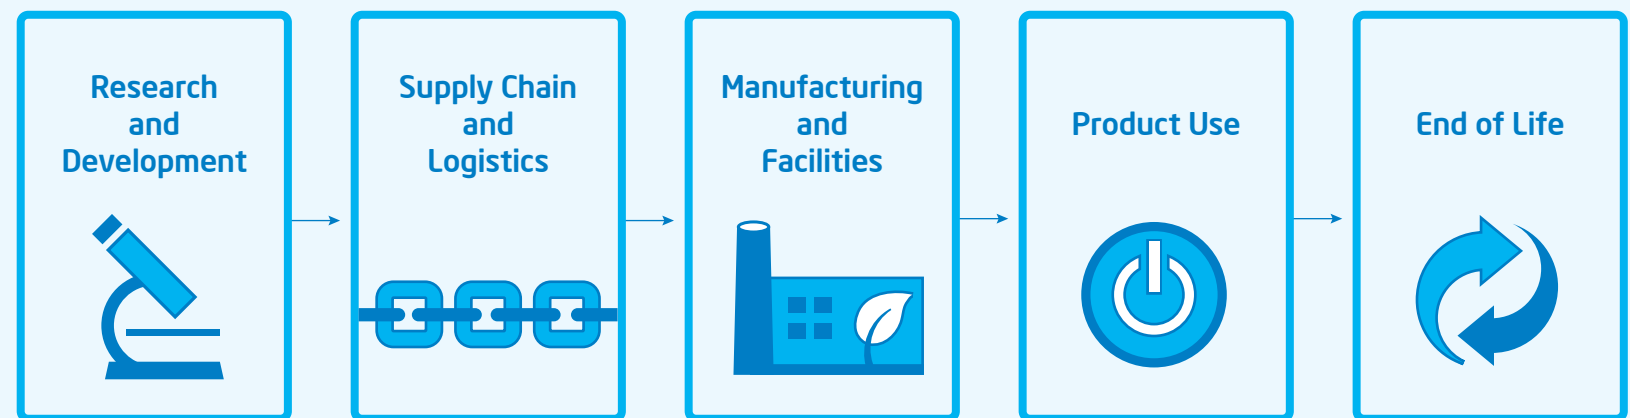 Research
and
Development
Supply Chain
and
Logistics
Manufacturing
and
Facilities
Product Use
End of Life